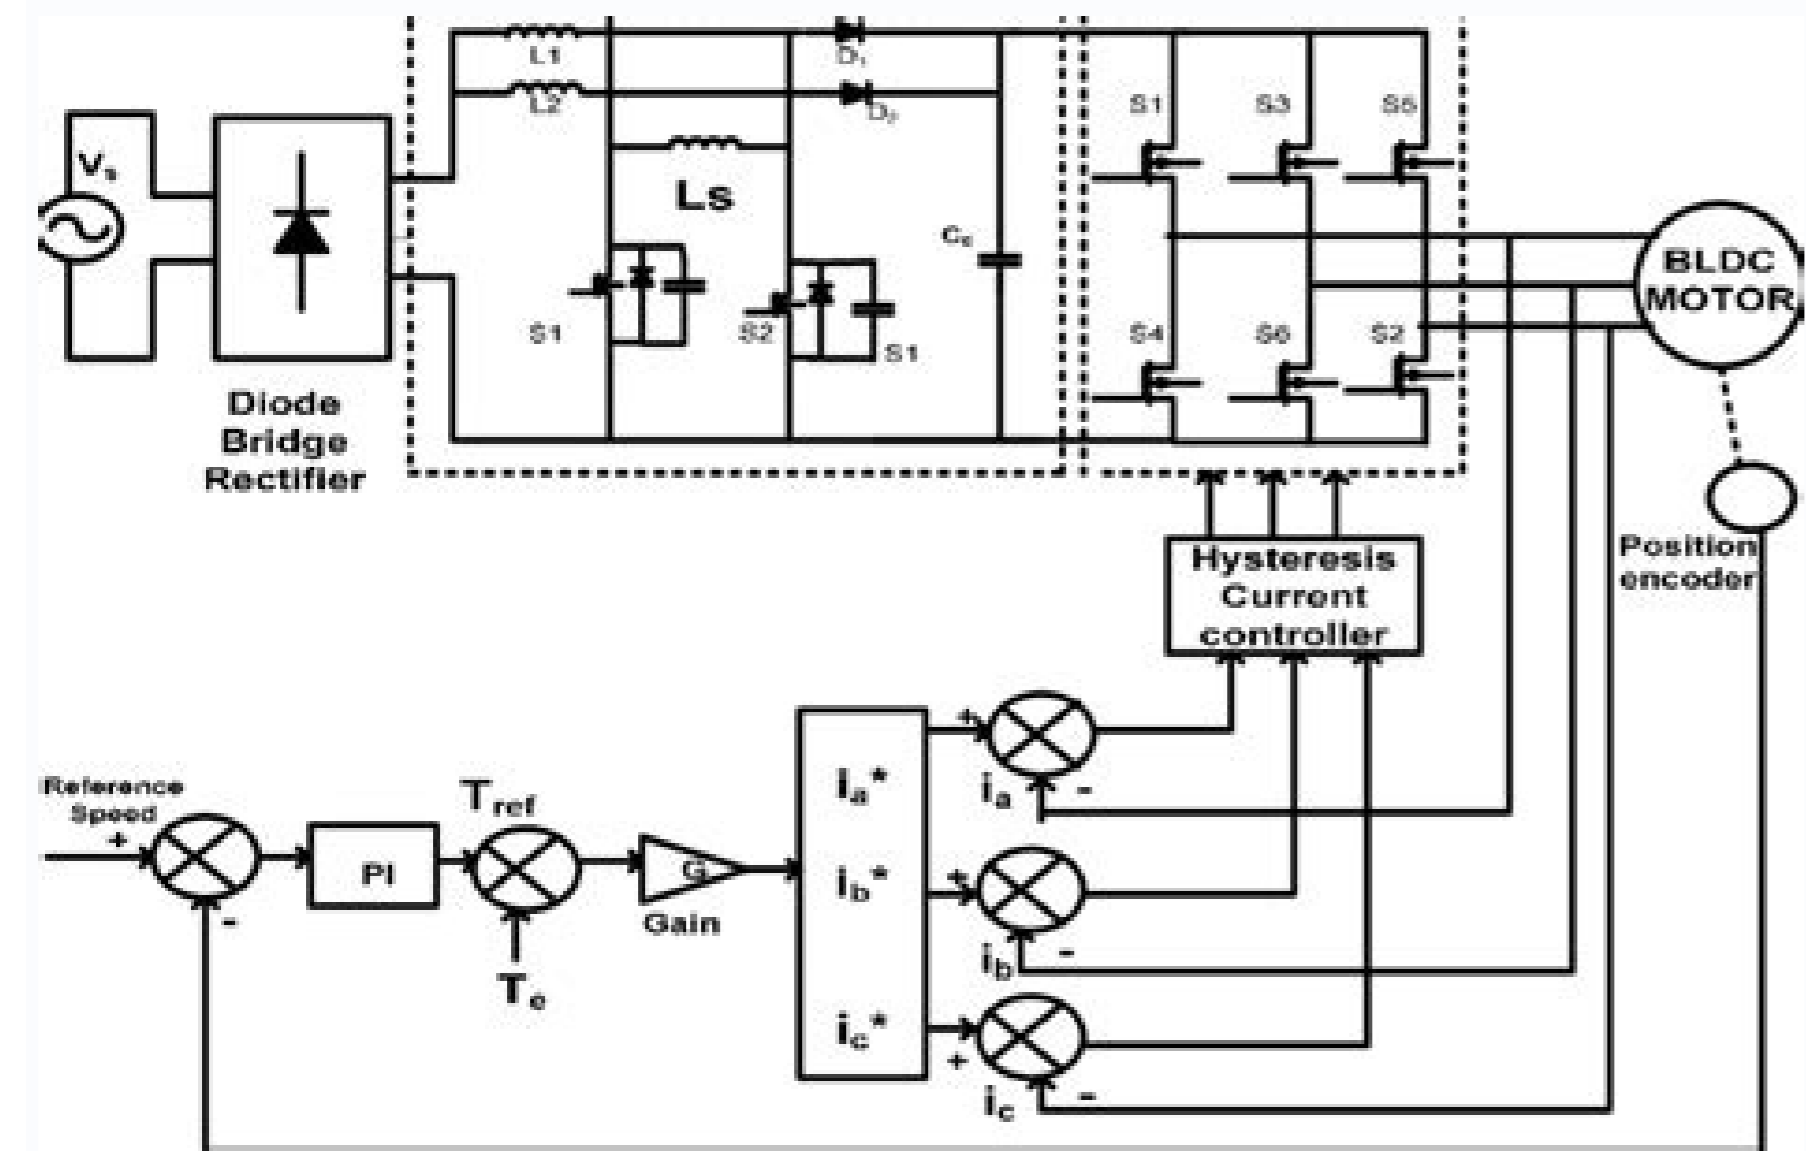 L1
D₁
L2
D₂
S1
S3
S5
Vs
Ls
Cc
BLDC
MOTOR
S1
S2
S1
S4
S6
S2
Diode
Bridge
Rectifier
Position
encoder
Hysteresis
Current
controller
Reference
Speed
+
-
PI
Tref
Te
G
Gain
ia*
ib*
ic*
+
ia
-
+
ib
-
+
ic
-